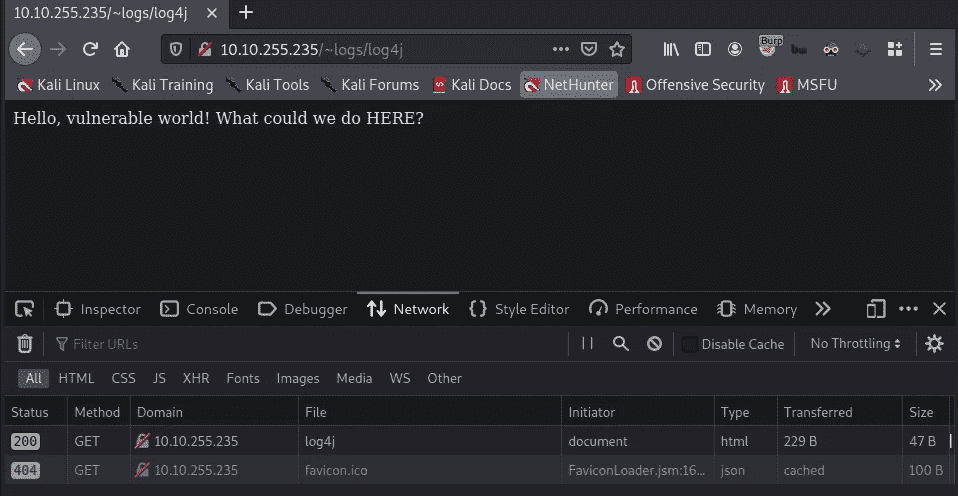 10.10.255.235/~logs/log4j
10.10.255.235/~logs/log4j
Burp
Kali Linux Kali Training Kali Tools Kali Forums Kali Docs NetHunter Offensive Security MSFU
Hello, vulnerable world! What could we do HERE?
Inspector Console Debugger Network Style Editor Performance Memory
Filter URLs Disable Cache No Throttling
All HTML CSS JS XHR Fonts Images Media WS Other
Status Method Domain File Initiator Type Transferred Size
200 GET 10.10.255.235 log4j document html 229 B 47 B
404 GET 10.10.255.235 favicon.ico FaviconLoader.jsm:16... json cached 100 B